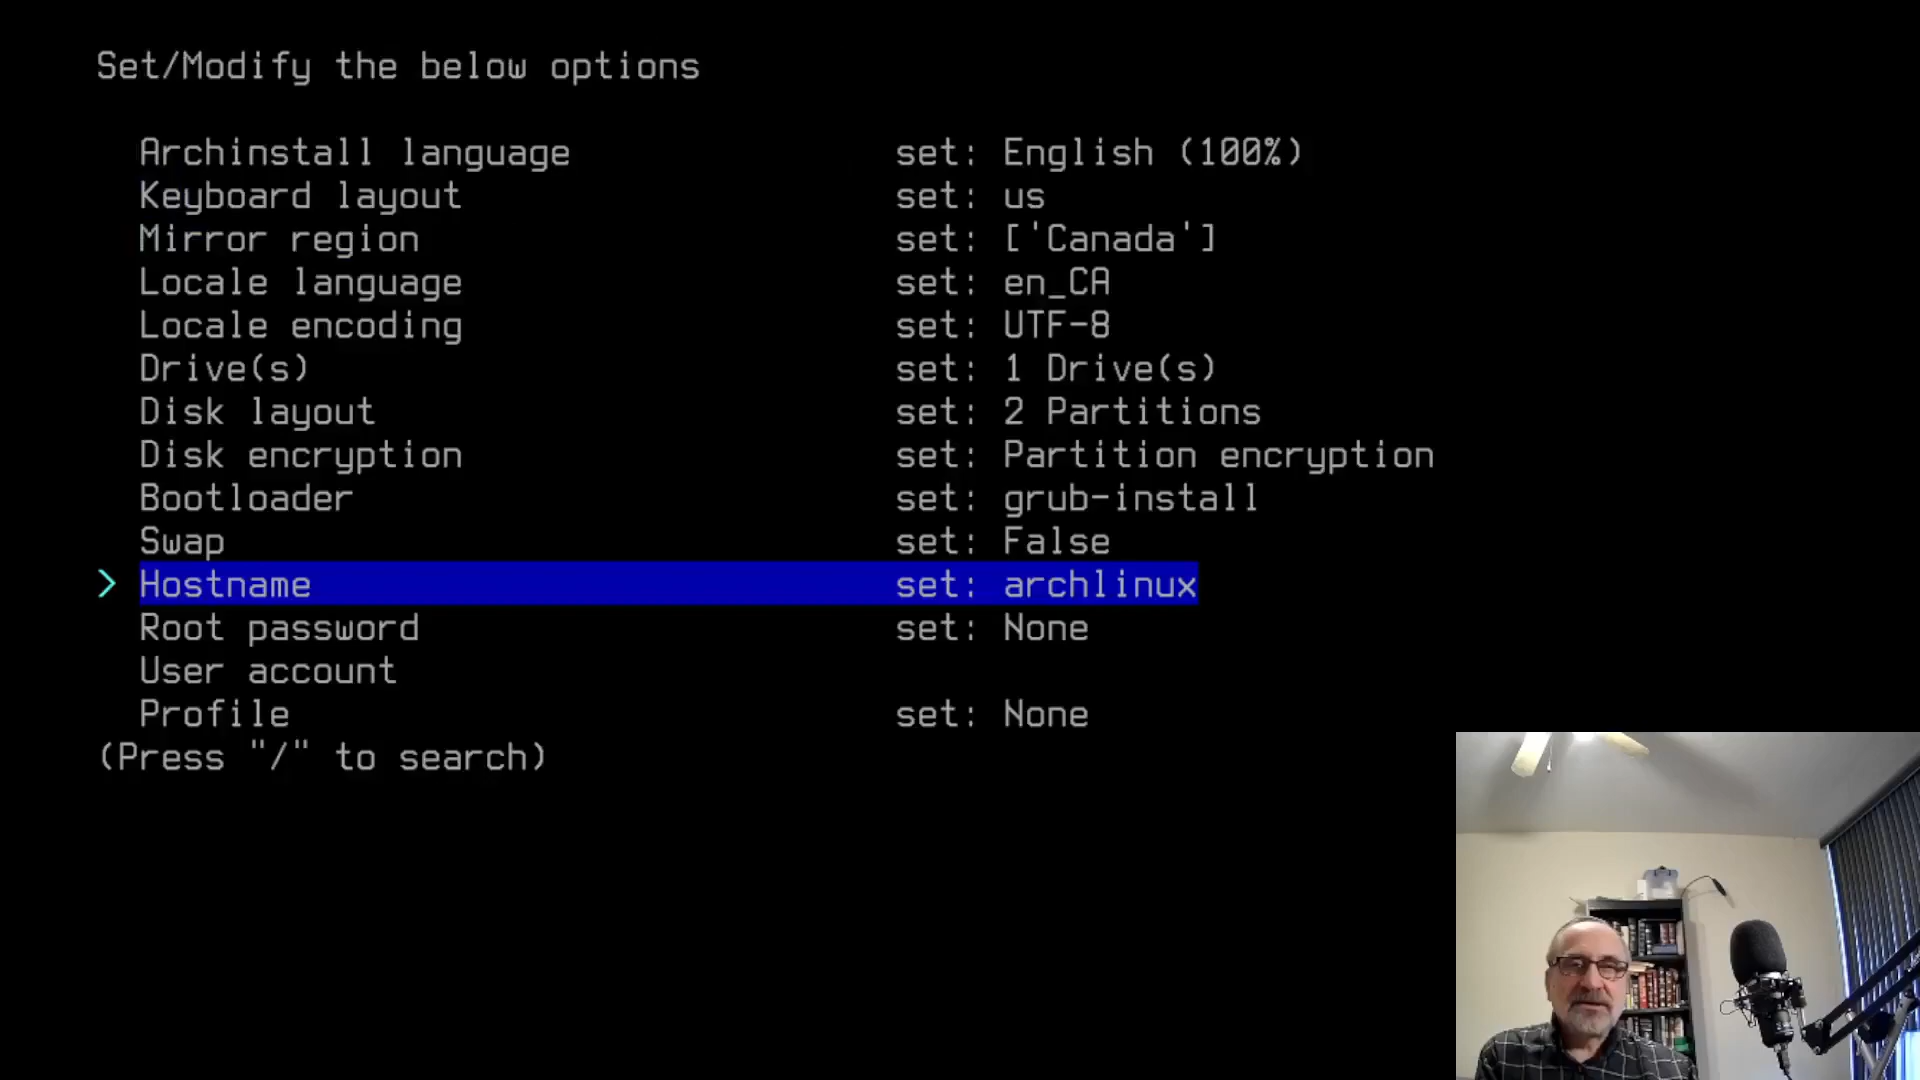 Set/Modify the below options
Archinstall language set: English (100%)
Keyboard layout set: us
Mirror region set: ['Canada']
Locale language set: en_CA
Locale encoding set: UTF-8
Drive(s) set: 1 Drive(s)
Disk layout set: 2 Partitions
Disk encryption set: Partition encryption
Bootloader set: grub-install
Swap set: False
> Hostname set: archlinux
Root password set: None
User account
Profile set: None
(Press "/" to search)